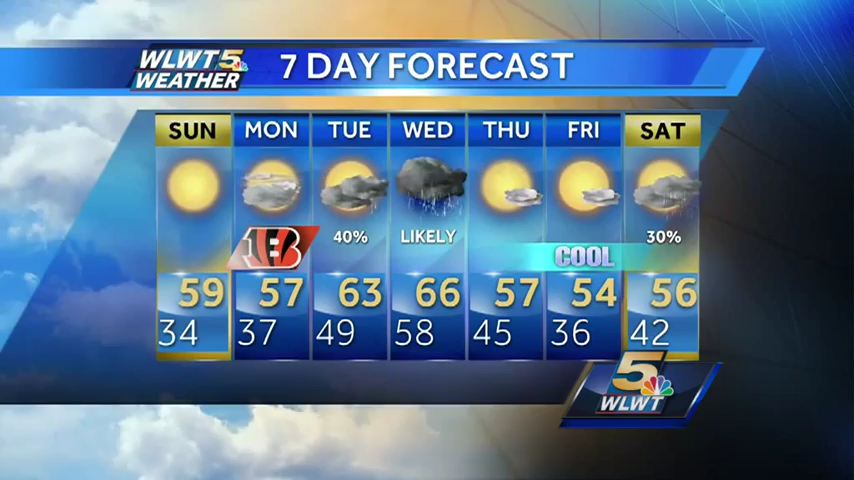 WLWT 5
WEATHER
7 DAY FORECAST
SUN MON TUE WED THU FRI SAT
40% LIKELY 30%
B
COOL
59 57 63 66 57 54 56
34 37 49 58 45 36 42
5
WLWT